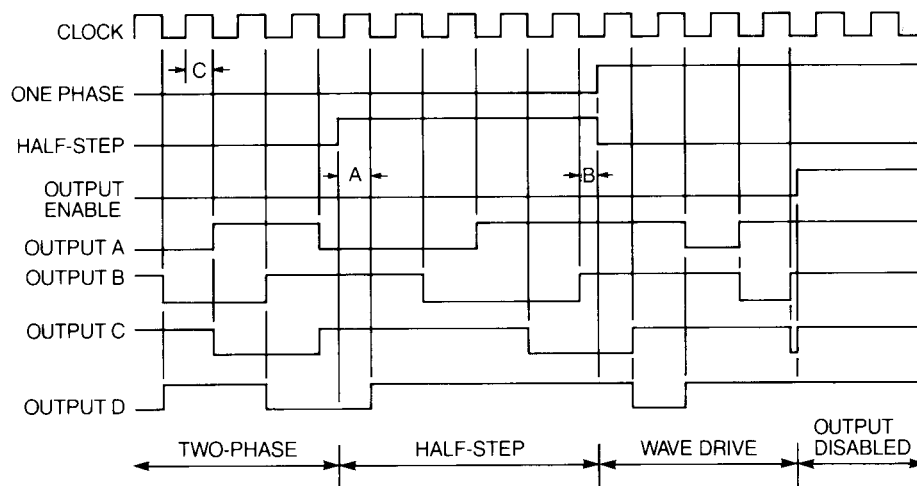 CLOCK
C
ONE PHASE
HALF-STEP
A
B
OUTPUT
ENABLE
OUTPUT A
OUTPUT B
OUTPUT C
OUTPUT D
TWO-PHASE
HALF-STEP
WAVE DRIVE
OUTPUT
DISABLED